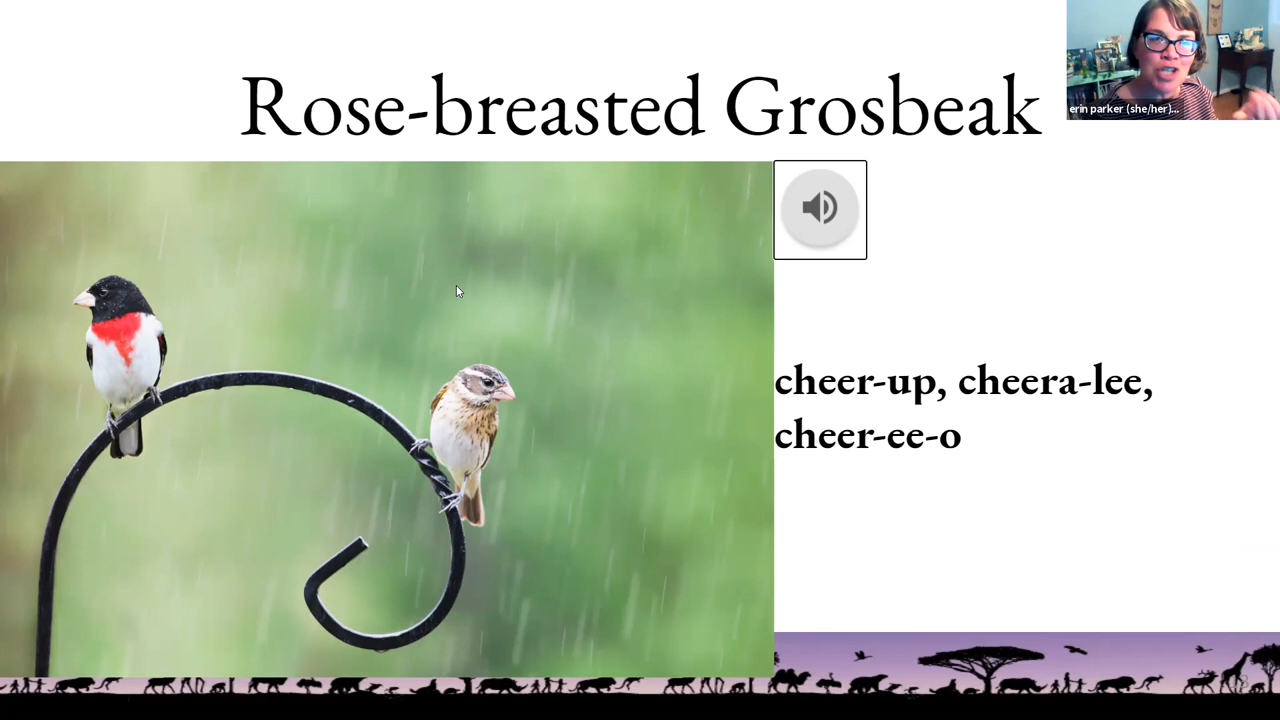 Rose-breasted Grosbeak
erin parker (she/her)...
cheer-up, cheera-lee,
cheer-ee-o